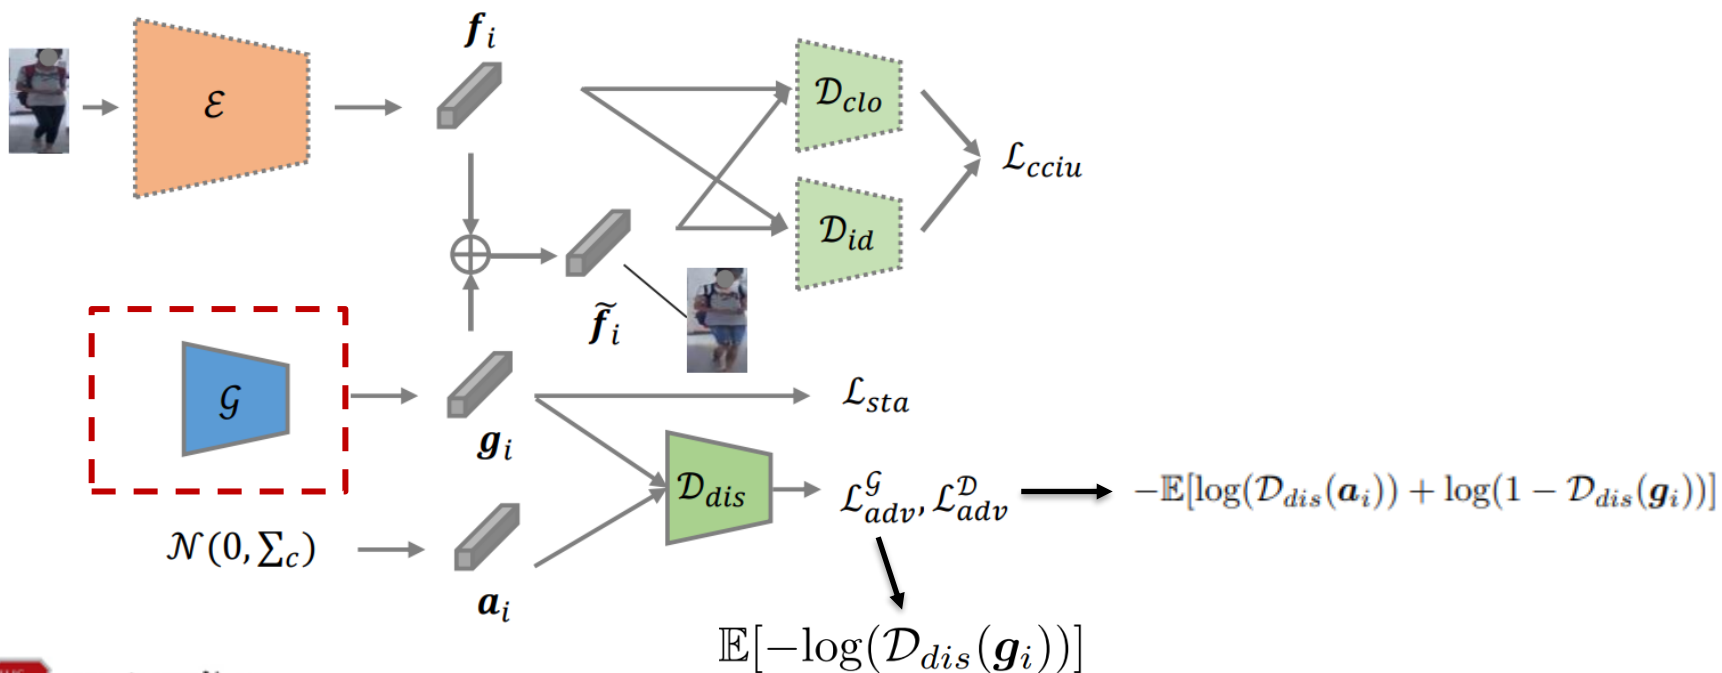 𝒇ᵢ
ℰ
𝒟_clo
ℒ_cciu
𝒟_id
f̃ᵢ
𝒢
ℒ_sta
𝒈ᵢ
𝒟_dis
ℒ^𝒢_adv, ℒ^𝒟_adv
−𝔼[log(𝒟_dis(𝒂ᵢ)) + log(1 − 𝒟_dis(𝒈ᵢ))]
𝒩(0, ∑_c)
𝒂ᵢ
𝔼[−log(𝒟_dis(𝒈ᵢ))]